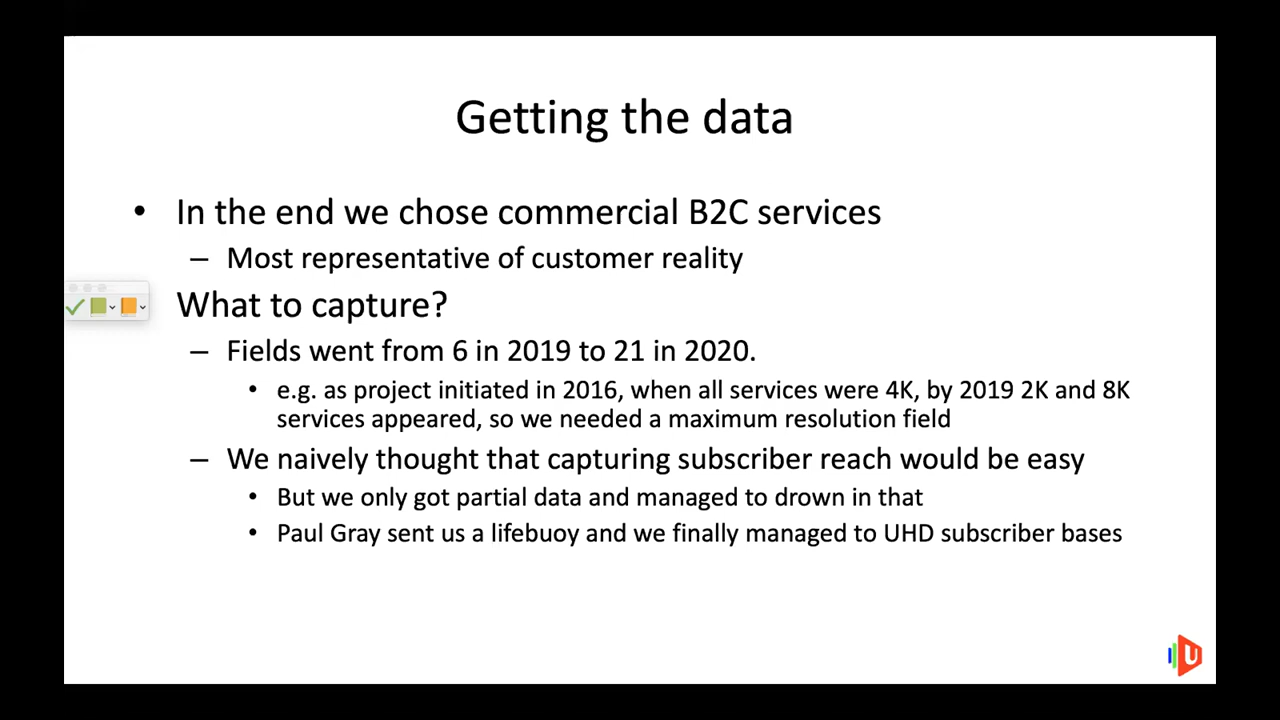 Getting the data
• In the end we chose commercial B2C services
– Most representative of customer reality
What to capture?
– Fields went from 6 in 2019 to 21 in 2020.
• e.g. as project initiated in 2016, when all services were 4K, by 2019 2K and 8K
services appeared, so we needed a maximum resolution field
– We naively thought that capturing subscriber reach would be easy
• But we only got partial data and managed to drown in that
• Paul Gray sent us a lifebuoy and we finally managed to UHD subscriber bases
U